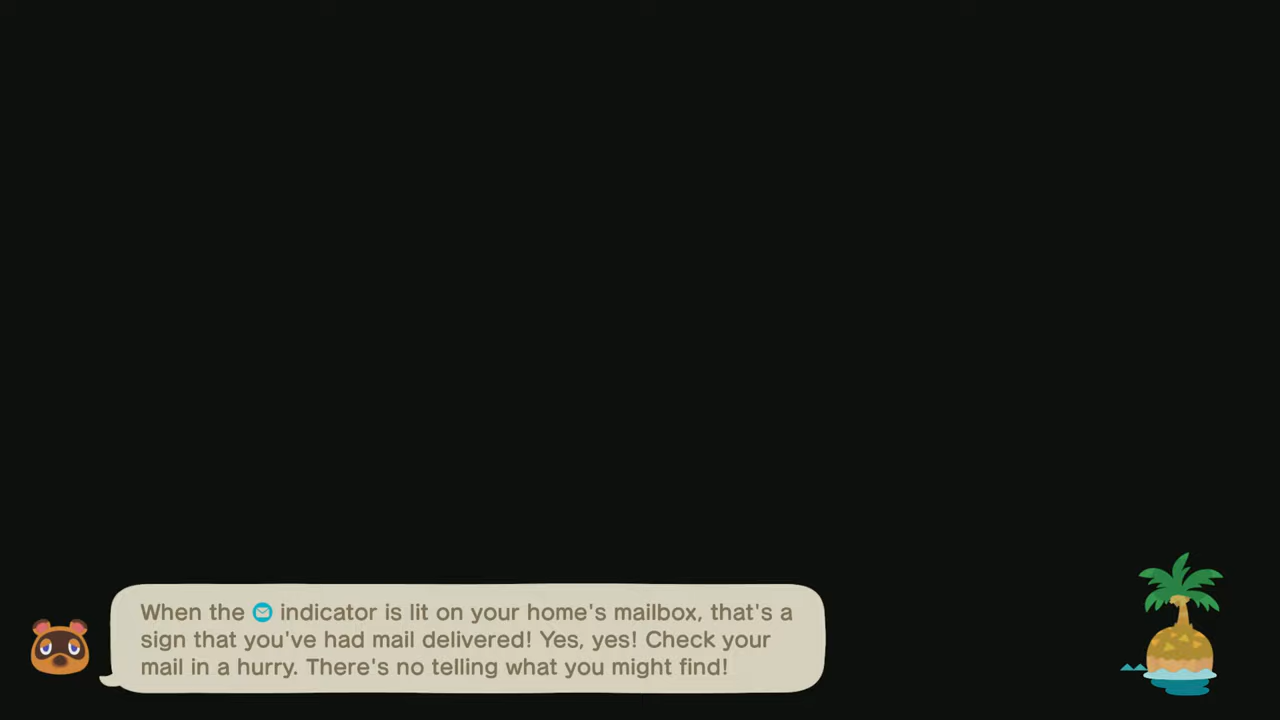 When the indicator is lit on your home's mailbox, that's a
sign that you've had mail delivered! Yes, yes! Check your
mail in a hurry. There's no telling what you might find!